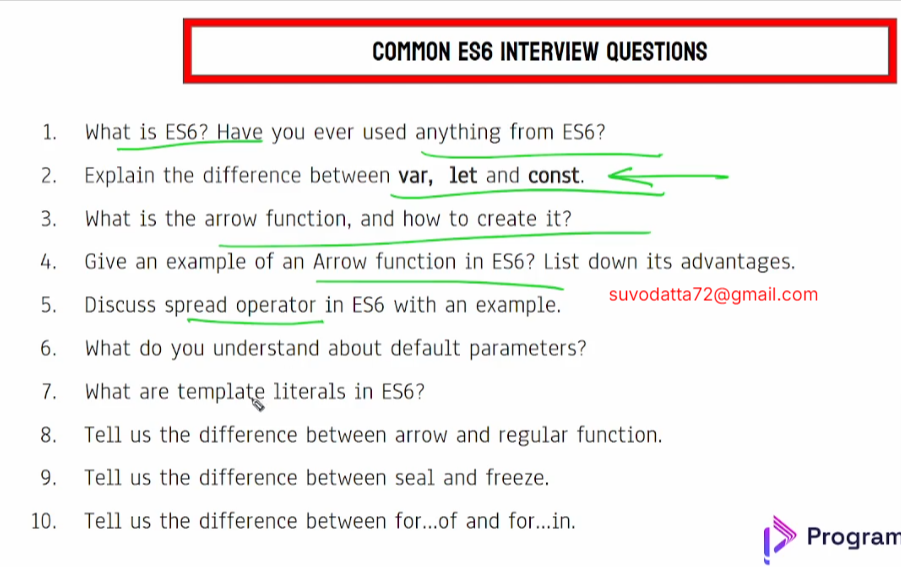 COMMON ES6 INTERVIEW QUESTIONS
1. What is ES6? Have you ever used anything from ES6?
2. Explain the difference between var, let and const.
3. What is the arrow function, and how to create it?
4. Give an example of an Arrow function in ES6? List down its advantages.
suvodatta72@gmail.com
5. Discuss spread operator in ES6 with an example.
6. What do you understand about default parameters?
7. What are template literals in ES6?
8. Tell us the difference between arrow and regular function.
9. Tell us the difference between seal and freeze.
10. Tell us the difference between for...of and for...in.
Program